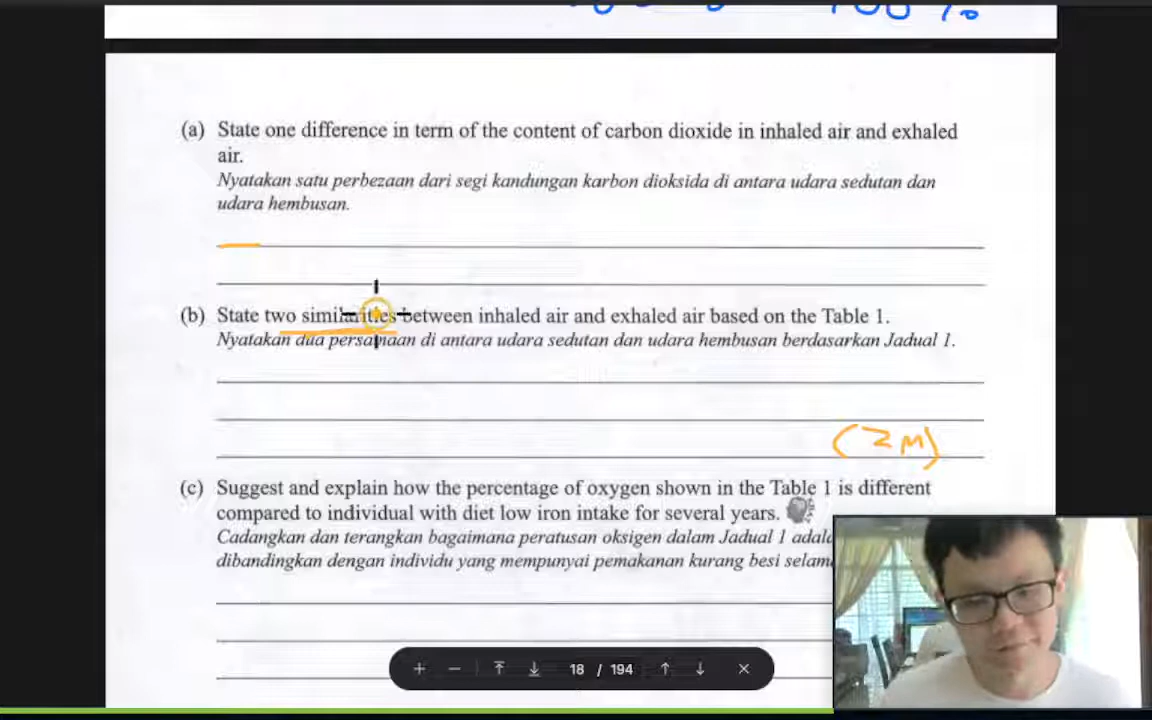 100%
(a) State one difference in term of the content of carbon dioxide in inhaled air and exhaled
air.
Nyatakan satu perbezaan dari segi kandungan karbon dioksida di antara udara sedutan dan
udara hembusan.
(b) State two similarities between inhaled air and exhaled air based on the Table 1.
Nyatakan dua persamaan di antara udara sedutan dan udara hembusan berdasarkan Jadual 1.
(2M)
(c) Suggest and explain how the percentage of oxygen shown in the Table 1 is different
compared to individual with diet low iron intake for several years.
Cadangkan dan terangkan bagaimana peratusan oksigen dalam Jadual 1
dibandingkan dengan individu yang mempunyai pemakanan kurang besi
18 / 194